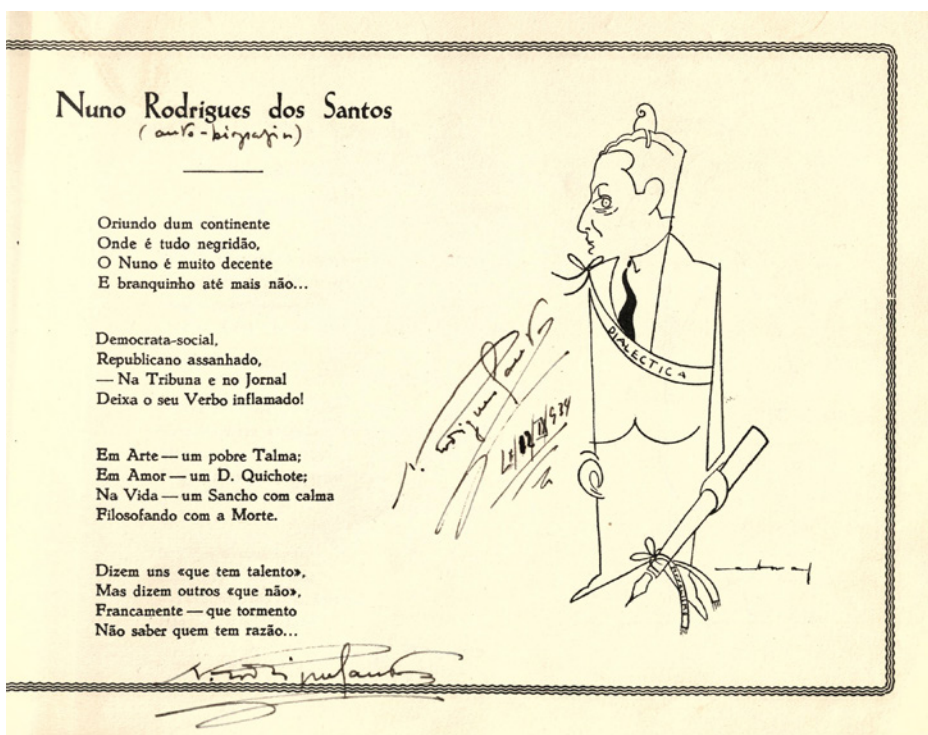 Nuno Rodrigues dos Santos
(auto-biografia)
Oriundo dum continente
Onde é tudo negridão,
O Nuno é muito decente
E branquinho até mais não...
Democrata-social,
Republicano assanhado,
— Na Tribuna e no Jornal
Deixa o seu Verbo inflamado!
Em Arte — um pobre Talma;
Em Amor — um D. Quichote;
Na Vida — um Sancho com calma
Filosofando com a Morte.
Dizem uns «que tem talento»,
Mas dizem outros «que não»,
Francamente — que tormento
Não saber quem tem razão...
DIALECTICA